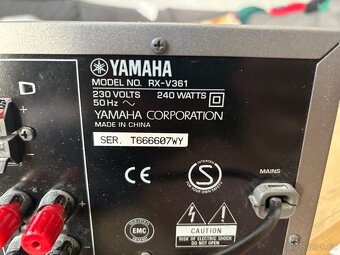 YAMAHA
MODEL NO. RX-V361
230 VOLTS 240 WATTS
50 Hz
YAMAHA CORPORATION
MADE IN CHINA
SER. T666607WY
MAINS
CE
S
EMC
CAUTION
RISK OF ELECTRIC SHOCK
DO NOT OPEN
+